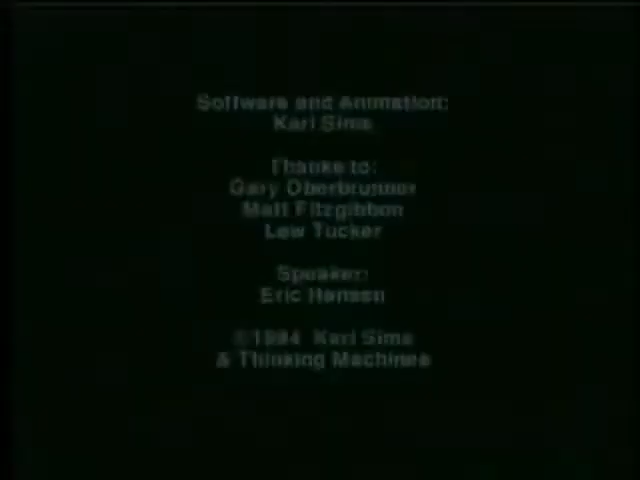 Software and Animation:
Karl Sims
Thanks to:
Gary Oberbrunner
Matt Fitzgibbon
Lew Tucker
Speaker:
Eric Hansen
©1994 Karl Sims
& Thinking Machines